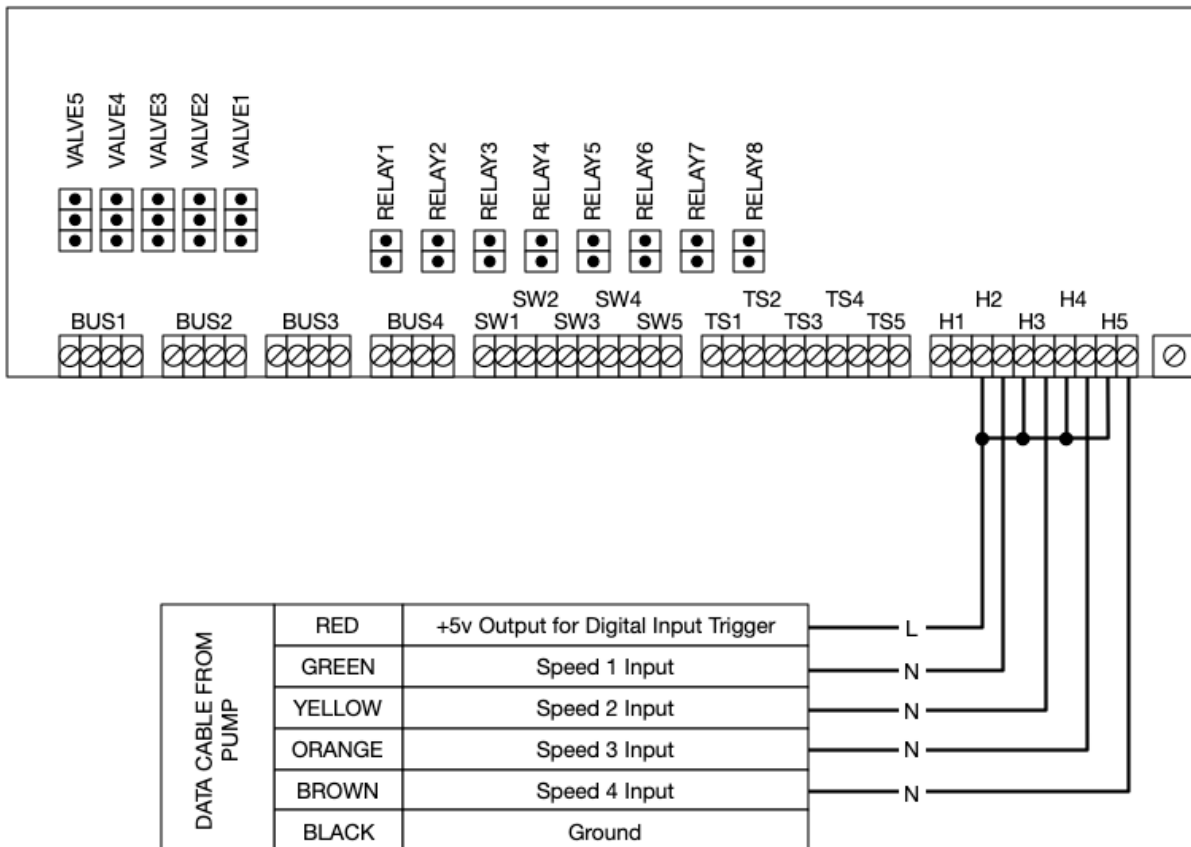 VALVE5
VALVE4
VALVE3
VALVE2
VALVE1
RELAY1
RELAY2
RELAY3
RELAY4
RELAY5
RELAY6
RELAY7
RELAY8
BUS1
BUS2
BUS3
BUS4
SW1
SW2
SW3
SW4
SW5
TS1
TS2
TS3
TS4
TS5
H1
H2
H3
H4
H5
DATA CABLE FROM
PUMP
RED +5v Output for Digital Input Trigger L
GREEN Speed 1 Input N
YELLOW Speed 2 Input N
ORANGE Speed 3 Input N
BROWN Speed 4 Input N
BLACK Ground